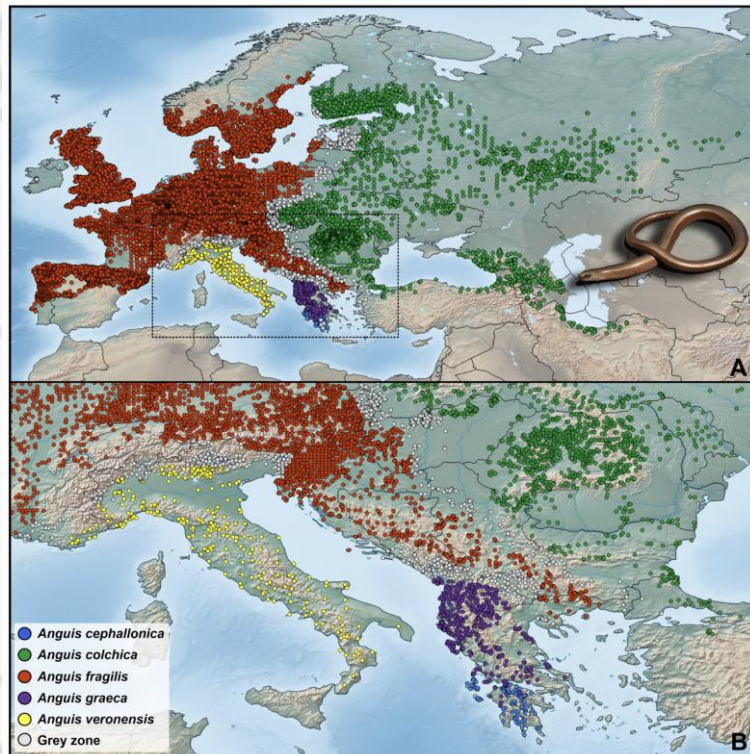 A
Anguis cephallonica
Anguis colchica
Anguis fragilis
Anguis graeca
Anguis veronensis
Grey zone
B